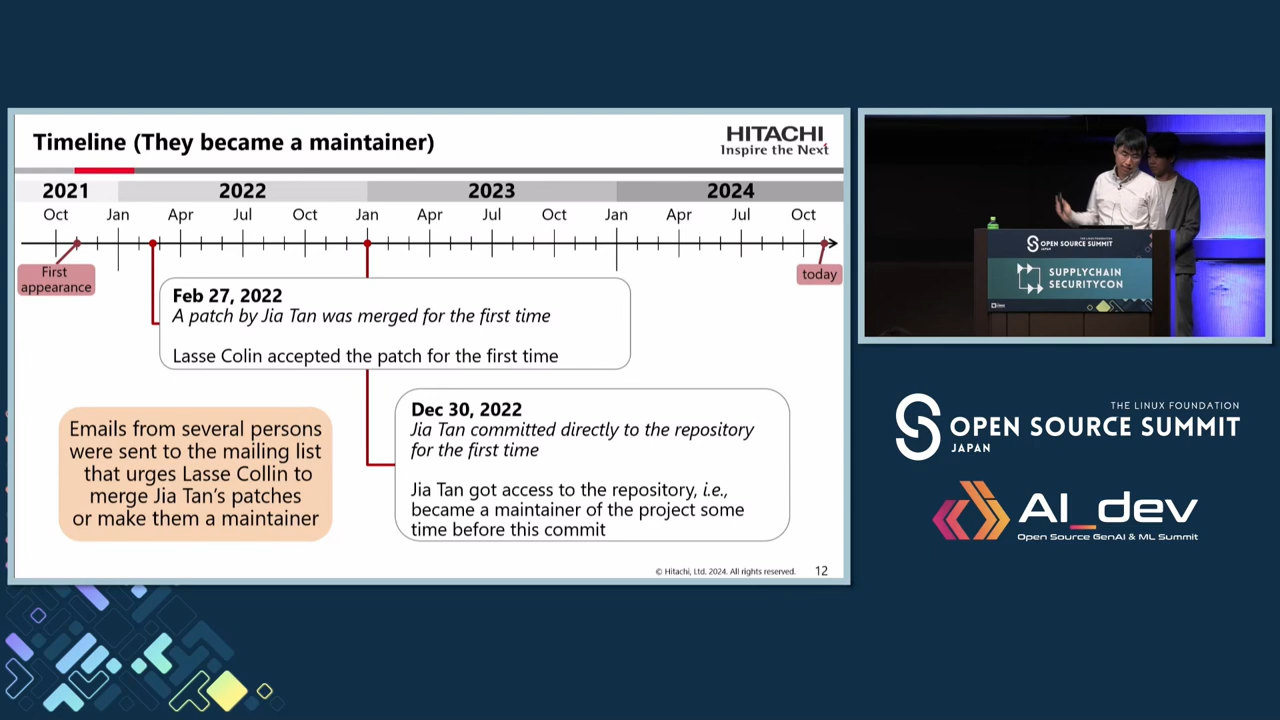 Timeline (They became a maintainer)
HITACHI
Inspire the Next
2021 2022 2023 2024
Oct Jan Apr Jul Oct Jan Apr Jul Oct Jan Apr Jul Oct
First
appearance
today
Feb 27, 2022
A patch by Jia Tan was merged for the first time
Lasse Colin accepted the patch for the first time
Dec 30, 2022
Jia Tan committed directly to the repository
for the first time
Jia Tan got access to the repository, i.e.,
became a maintainer of the project some
time before this commit
Emails from several persons
were sent to the mailing list
that urges Lasse Collin to
merge Jia Tan's patches
or make them a maintainer
© Hitachi, Ltd. 2024. All rights reserved. 12
OPEN SOURCE SUMMIT
JAPAN
SUPPLYCHAIN
SECURITYCON
THE LINUX FOUNDATION
OPEN SOURCE SUMMIT
JAPAN
AI_dev
Open Source GenAI & ML Summit